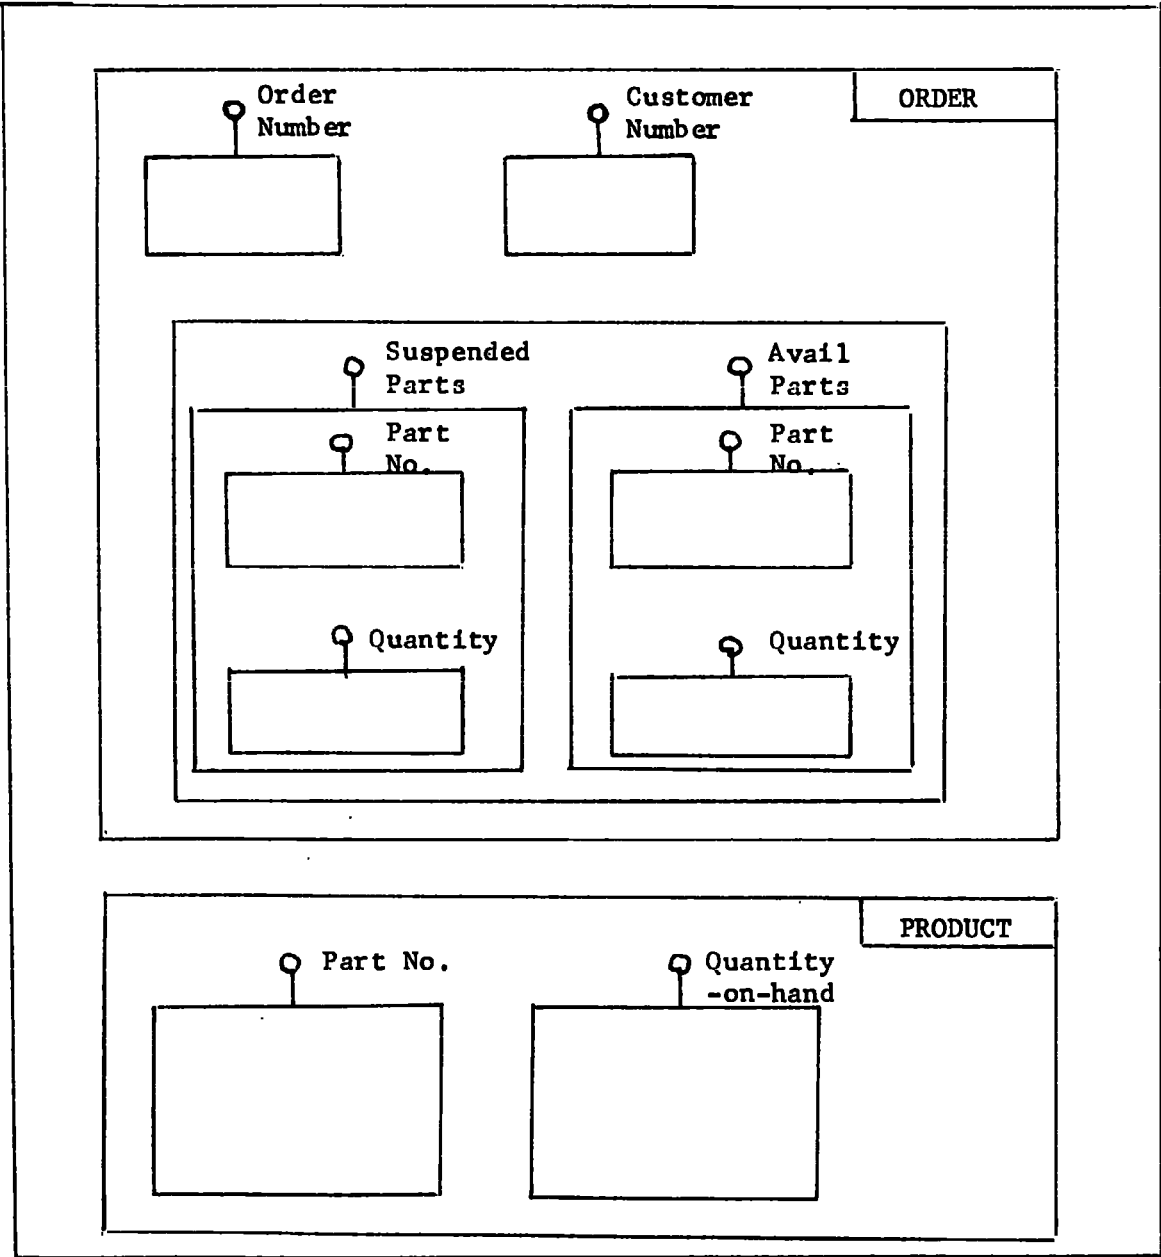 Order
Number
Customer
Number
ORDER
Suspended
Parts
Avail
Parts
Part
No.
Part
No.
Quantity
Quantity
PRODUCT
Part No.
Quantity
-on-hand